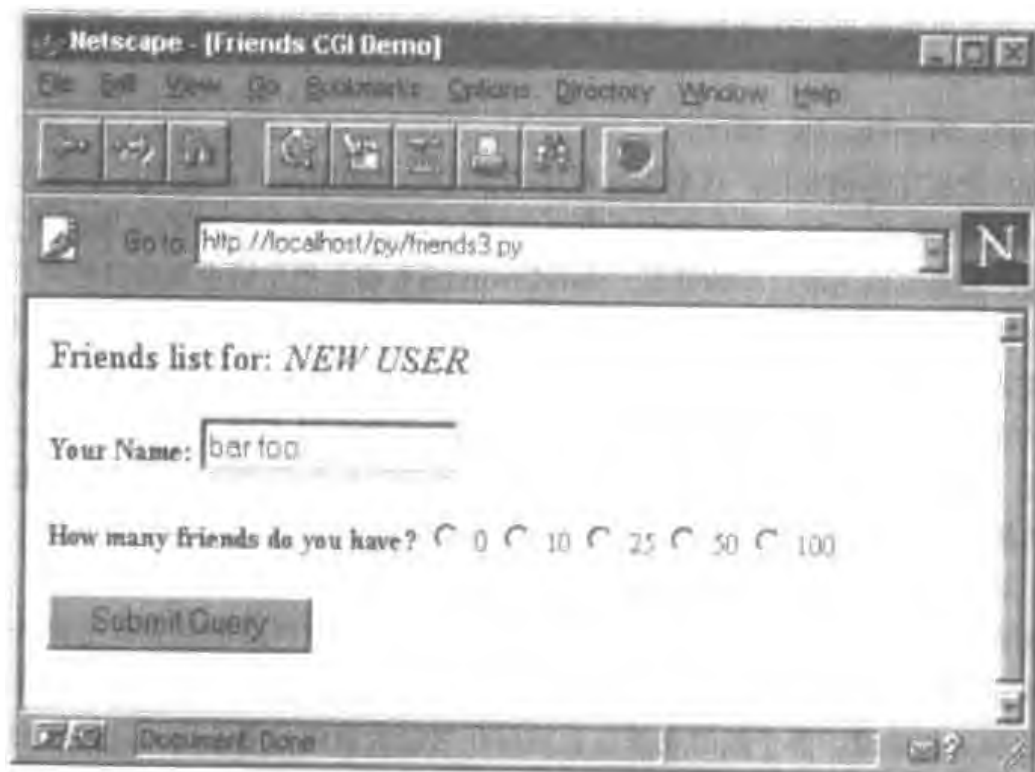 Netscape - [Friends CGI Demo]
File Edit View Go Bookmarks Options Directory Window Help
Go to: http://localhost/py/friends3.py
N
Friends list for: NEW USER
Your Name: bar foo
How many friends do you have? 0 10 25 50 100
Submit Query
Document: Done